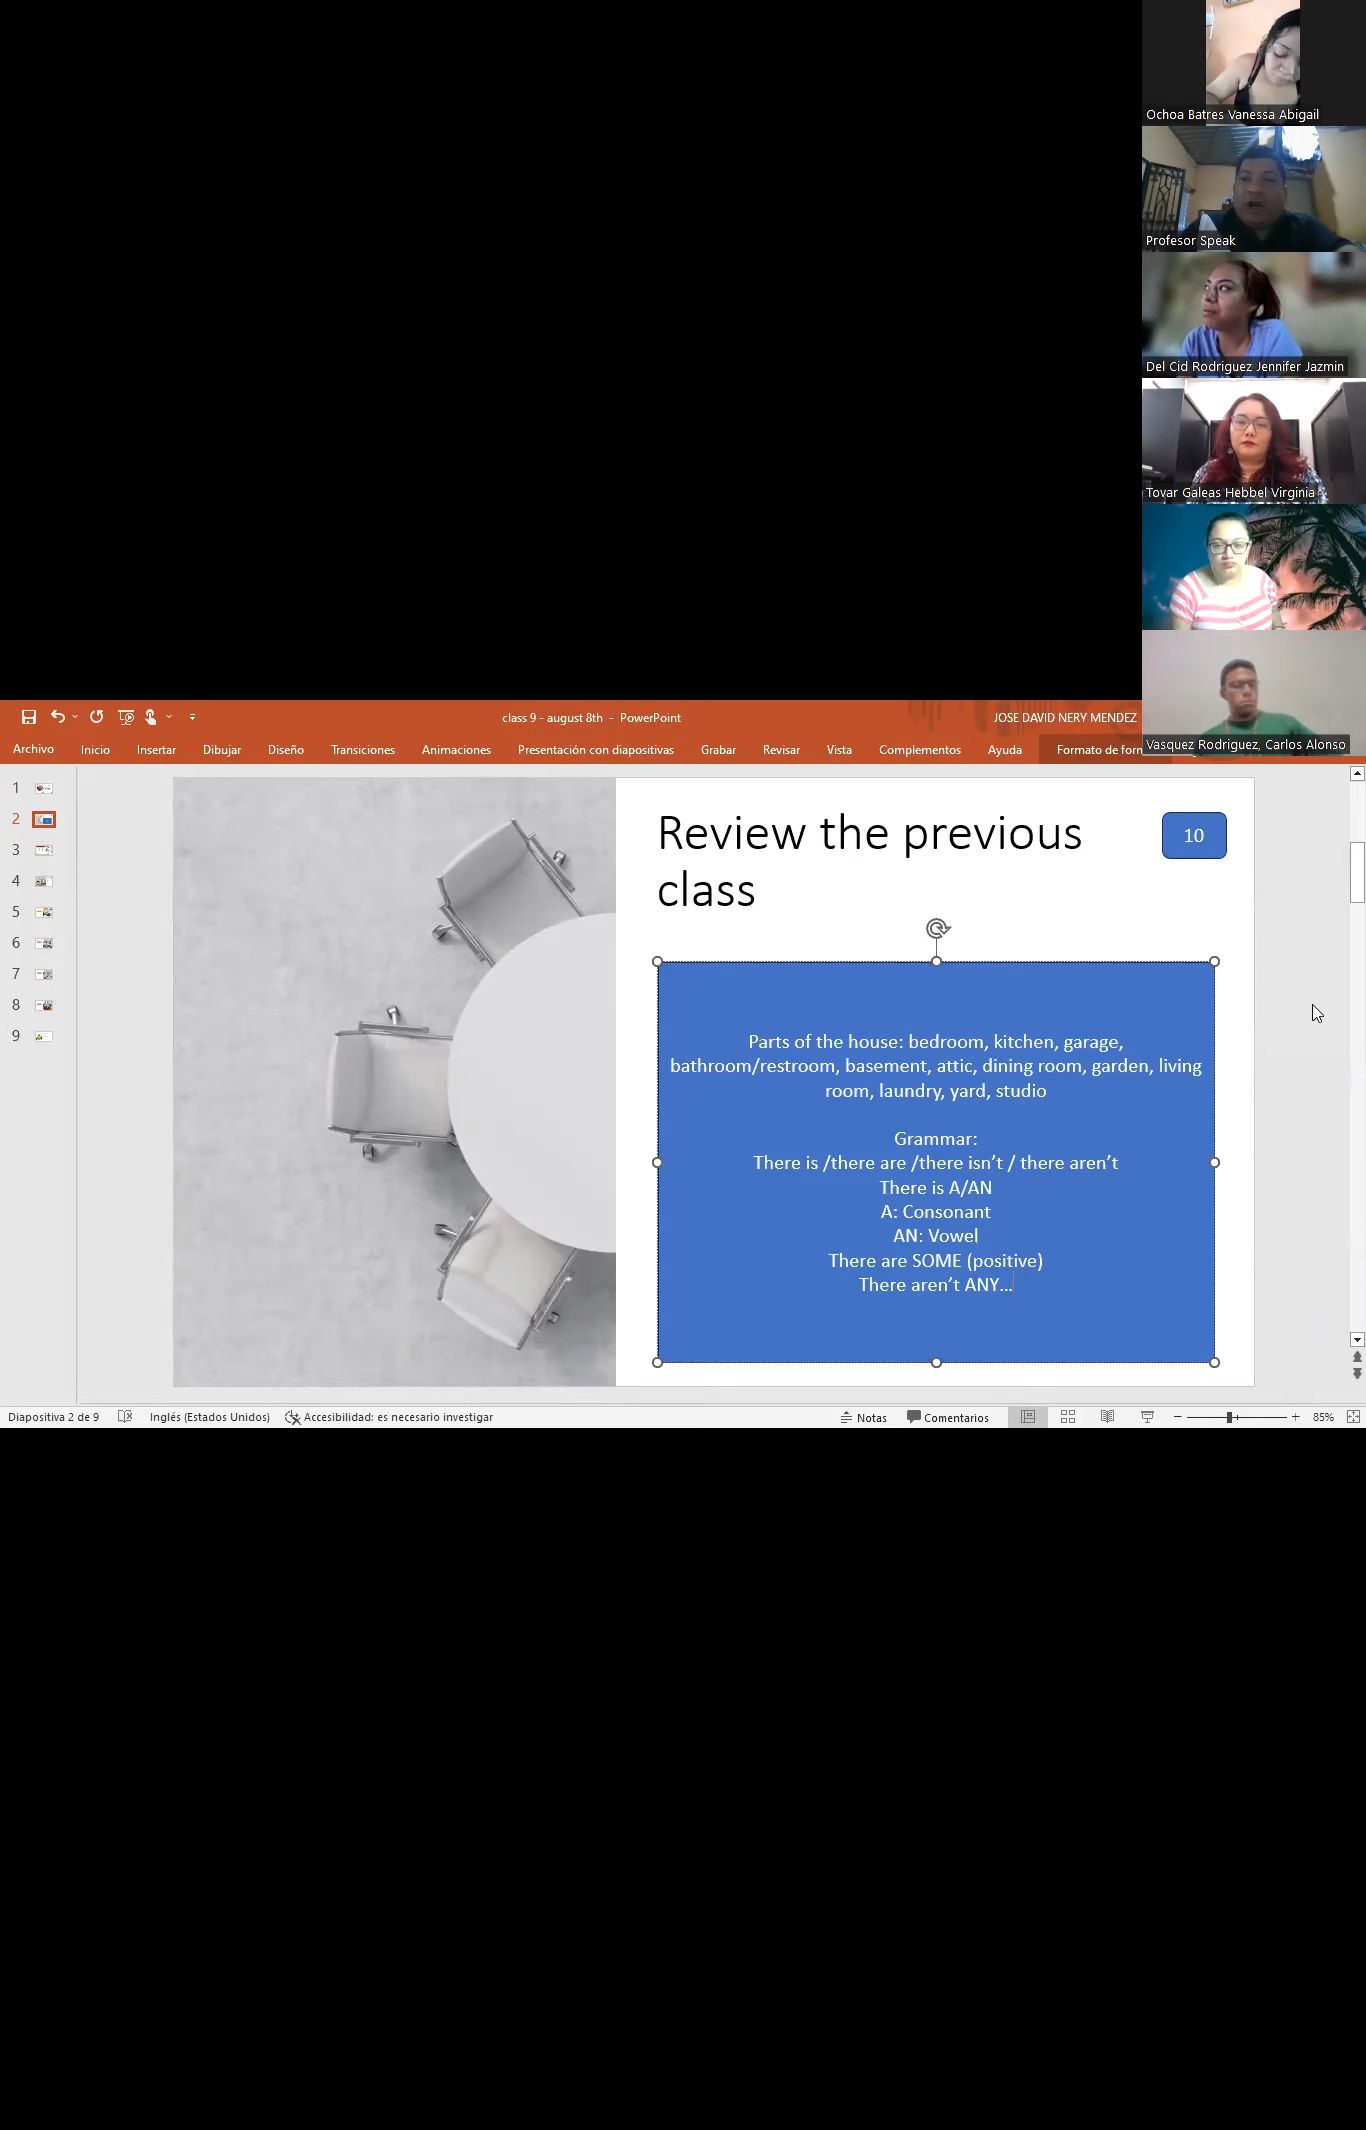 Ochoa Batres Vanessa Abigail
Profesor Speak
Del Cid Rodriguez Jennifer Jazmin
Tovar Galeas Hebbel Virginia
Vasquez Rodriguez, Carlos Alonso
class 9 - august 8th - PowerPoint
JOSE DAVID NERY MENDEZ
Archivo Inicio Insertar Dibujar Diseño Transiciones Animaciones Presentación con diapositivas Grabar Revisar Vista Complementos Ayuda Formato de forn
1
2
3
4
5
6
7
8
9
Review the previous
class
10
Parts of the house: bedroom, kitchen, garage,
bathroom/restroom, basement, attic, dining room, garden, living
room, laundry, yard, studio
Grammar:
There is /there are /there isn’t / there aren’t
There is A/AN
A: Consonant
AN: Vowel
There are SOME (positive)
There aren’t ANY...
Diapositiva 2 de 9 Inglés (Estados Unidos) Accesibilidad: es necesario investigar Notas Comentarios 85%